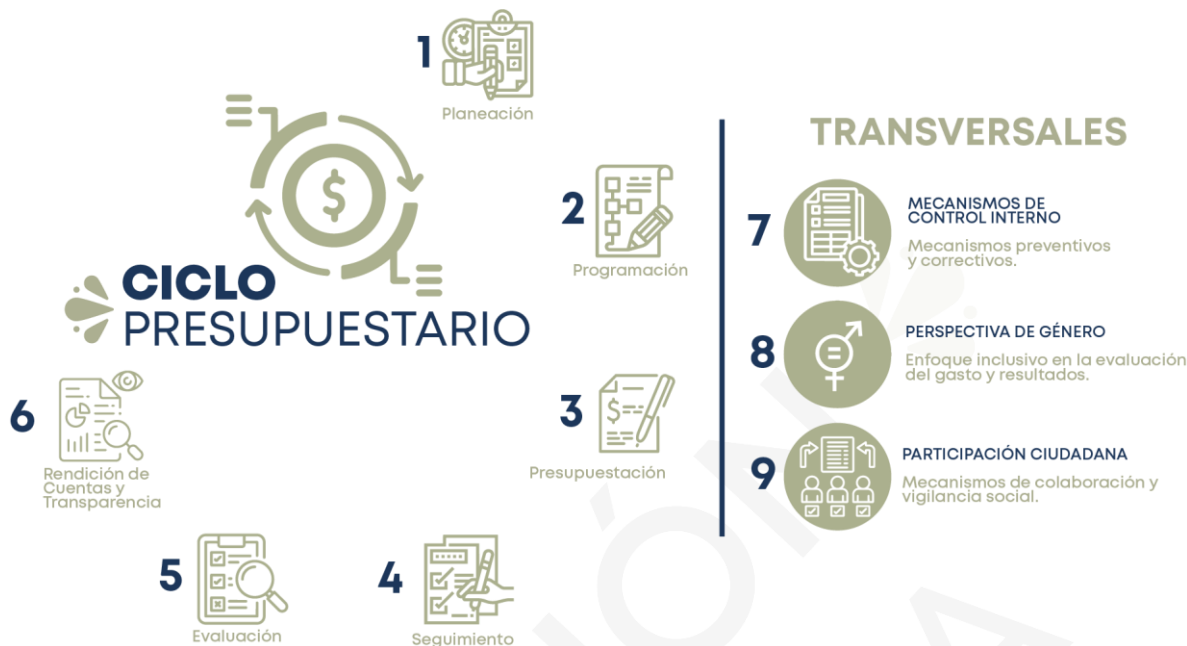 1
Planeación
2
Programación
CICLO
PRESUPUESTARIO
3
Presupuestación
6
Rendición de
Cuentas y
Transparencia
5
Evaluación
4
Seguimiento
TRANSVERSALES
7
MECANISMOS DE
CONTROL INTERNO
Mecanismos preventivos
y correctivos.
8
PERSPECTIVA DE GÉNERO
Enfoque inclusivo en la evaluación
del gasto y resultados.
9
PARTICIPACIÓN CIUDADANA
Mecanismos de colaboración y
vigilancia social.